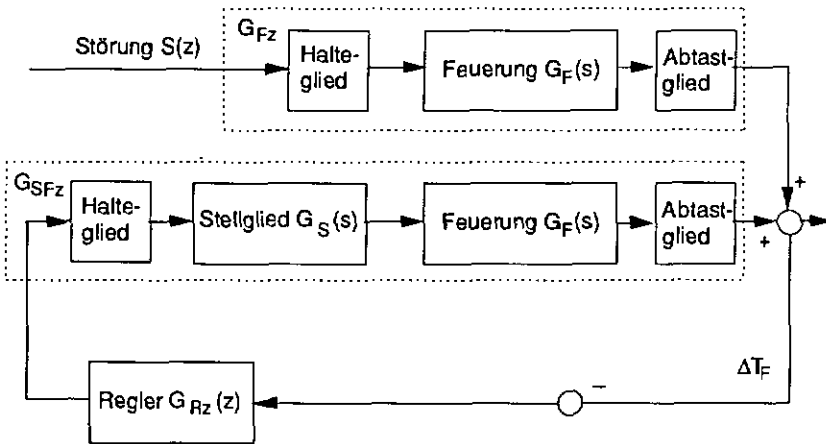 G_Fz
Störung S(z)
Halte-
glied
Feuerung G_F(s)
Abtast-
glied
+
G_SFz
Halte-
glied
Stellglied G_S(s)
Feuerung G_F(s)
Abtast-
glied
+
ΔT_F
–
Regler G_Rz(z)